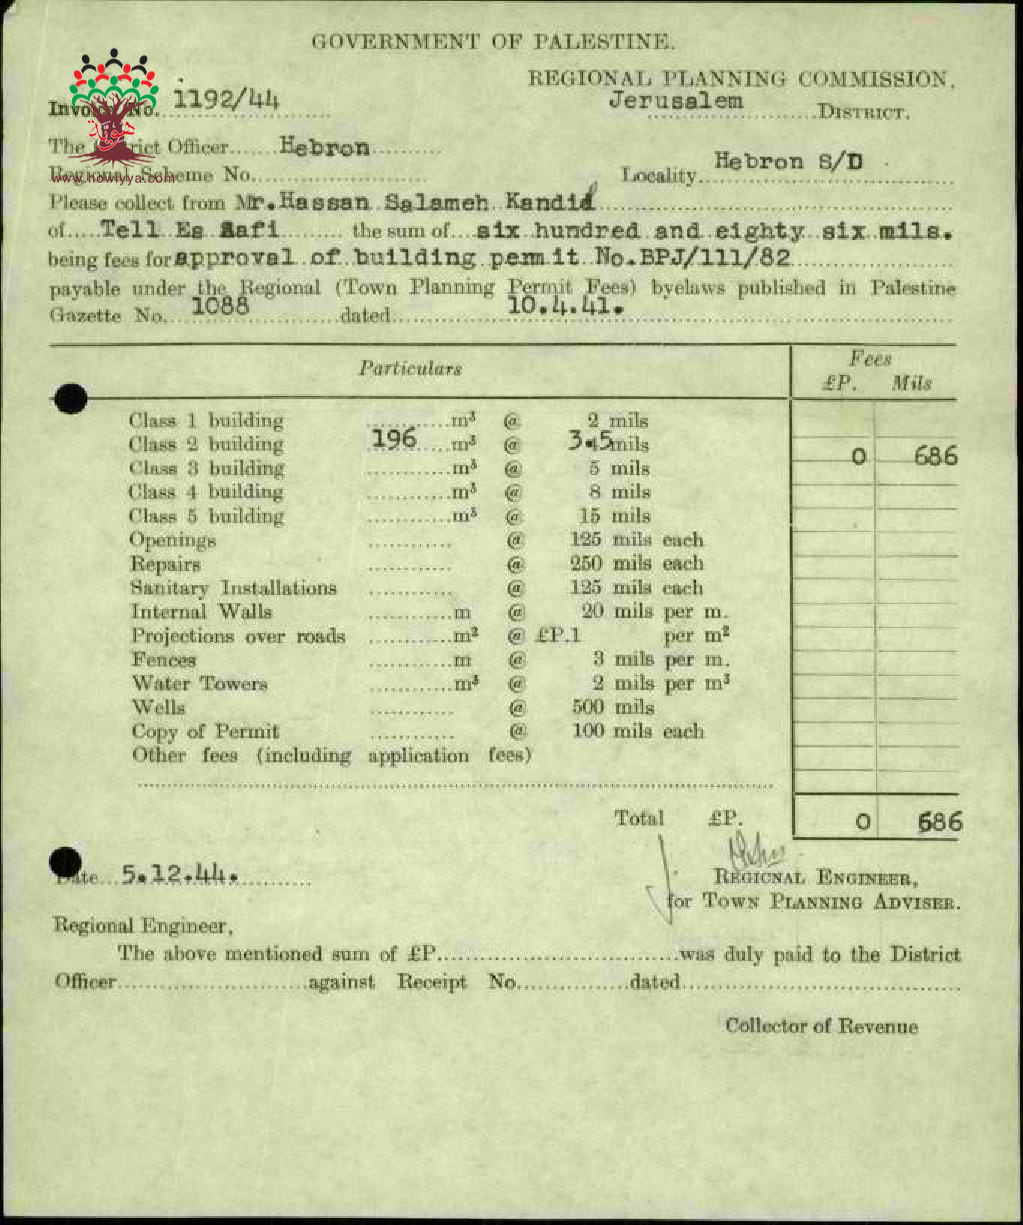 GOVERNMENT OF PALESTINE.
REGIONAL PLANNING COMMISSION,
Invoice No. 1192/44
Jerusalem DISTRICT.
The District Officer Hebron
Regional Scheme No.
Locality Hebron S/D
www.howiyya.com
Please collect from Mr. Hassan Salameh Kandil
of Tell Es Safi the sum of six hundred and eighty six mils.
being fees for approval of building permit No. BPJ/111/82
payable under the Regional (Town Planning Permit Fees) byelaws published in Palestine
Gazette No. 1088 dated 10.4.41.
Particulars Fees
£P. Mils
Class 1 building m³ @ 2 mils
Class 2 building 196 m³ @ 3.5 mils 0 686
Class 3 building m³ @ 5 mils
Class 4 building m³ @ 8 mils
Class 5 building m³ @ 15 mils
Openings @ 125 mils each
Repairs @ 250 mils each
Sanitary Installations @ 125 mils each
Internal Walls m @ 20 mils per m.
Projections over roads m² @ £P.1 per m²
Fences m @ 3 mils per m.
Water Towers m³ @ 2 mils per m³
Wells @ 500 mils
Copy of Permit @ 100 mils each
Other fees (including application fees)
Total £P. 0 686
Date 5.12.44.
REGIONAL ENGINEER,
for TOWN PLANNING ADVISER.
Regional Engineer,
The above mentioned sum of £P. was duly paid to the District
Officer against Receipt No. dated
Collector of Revenue